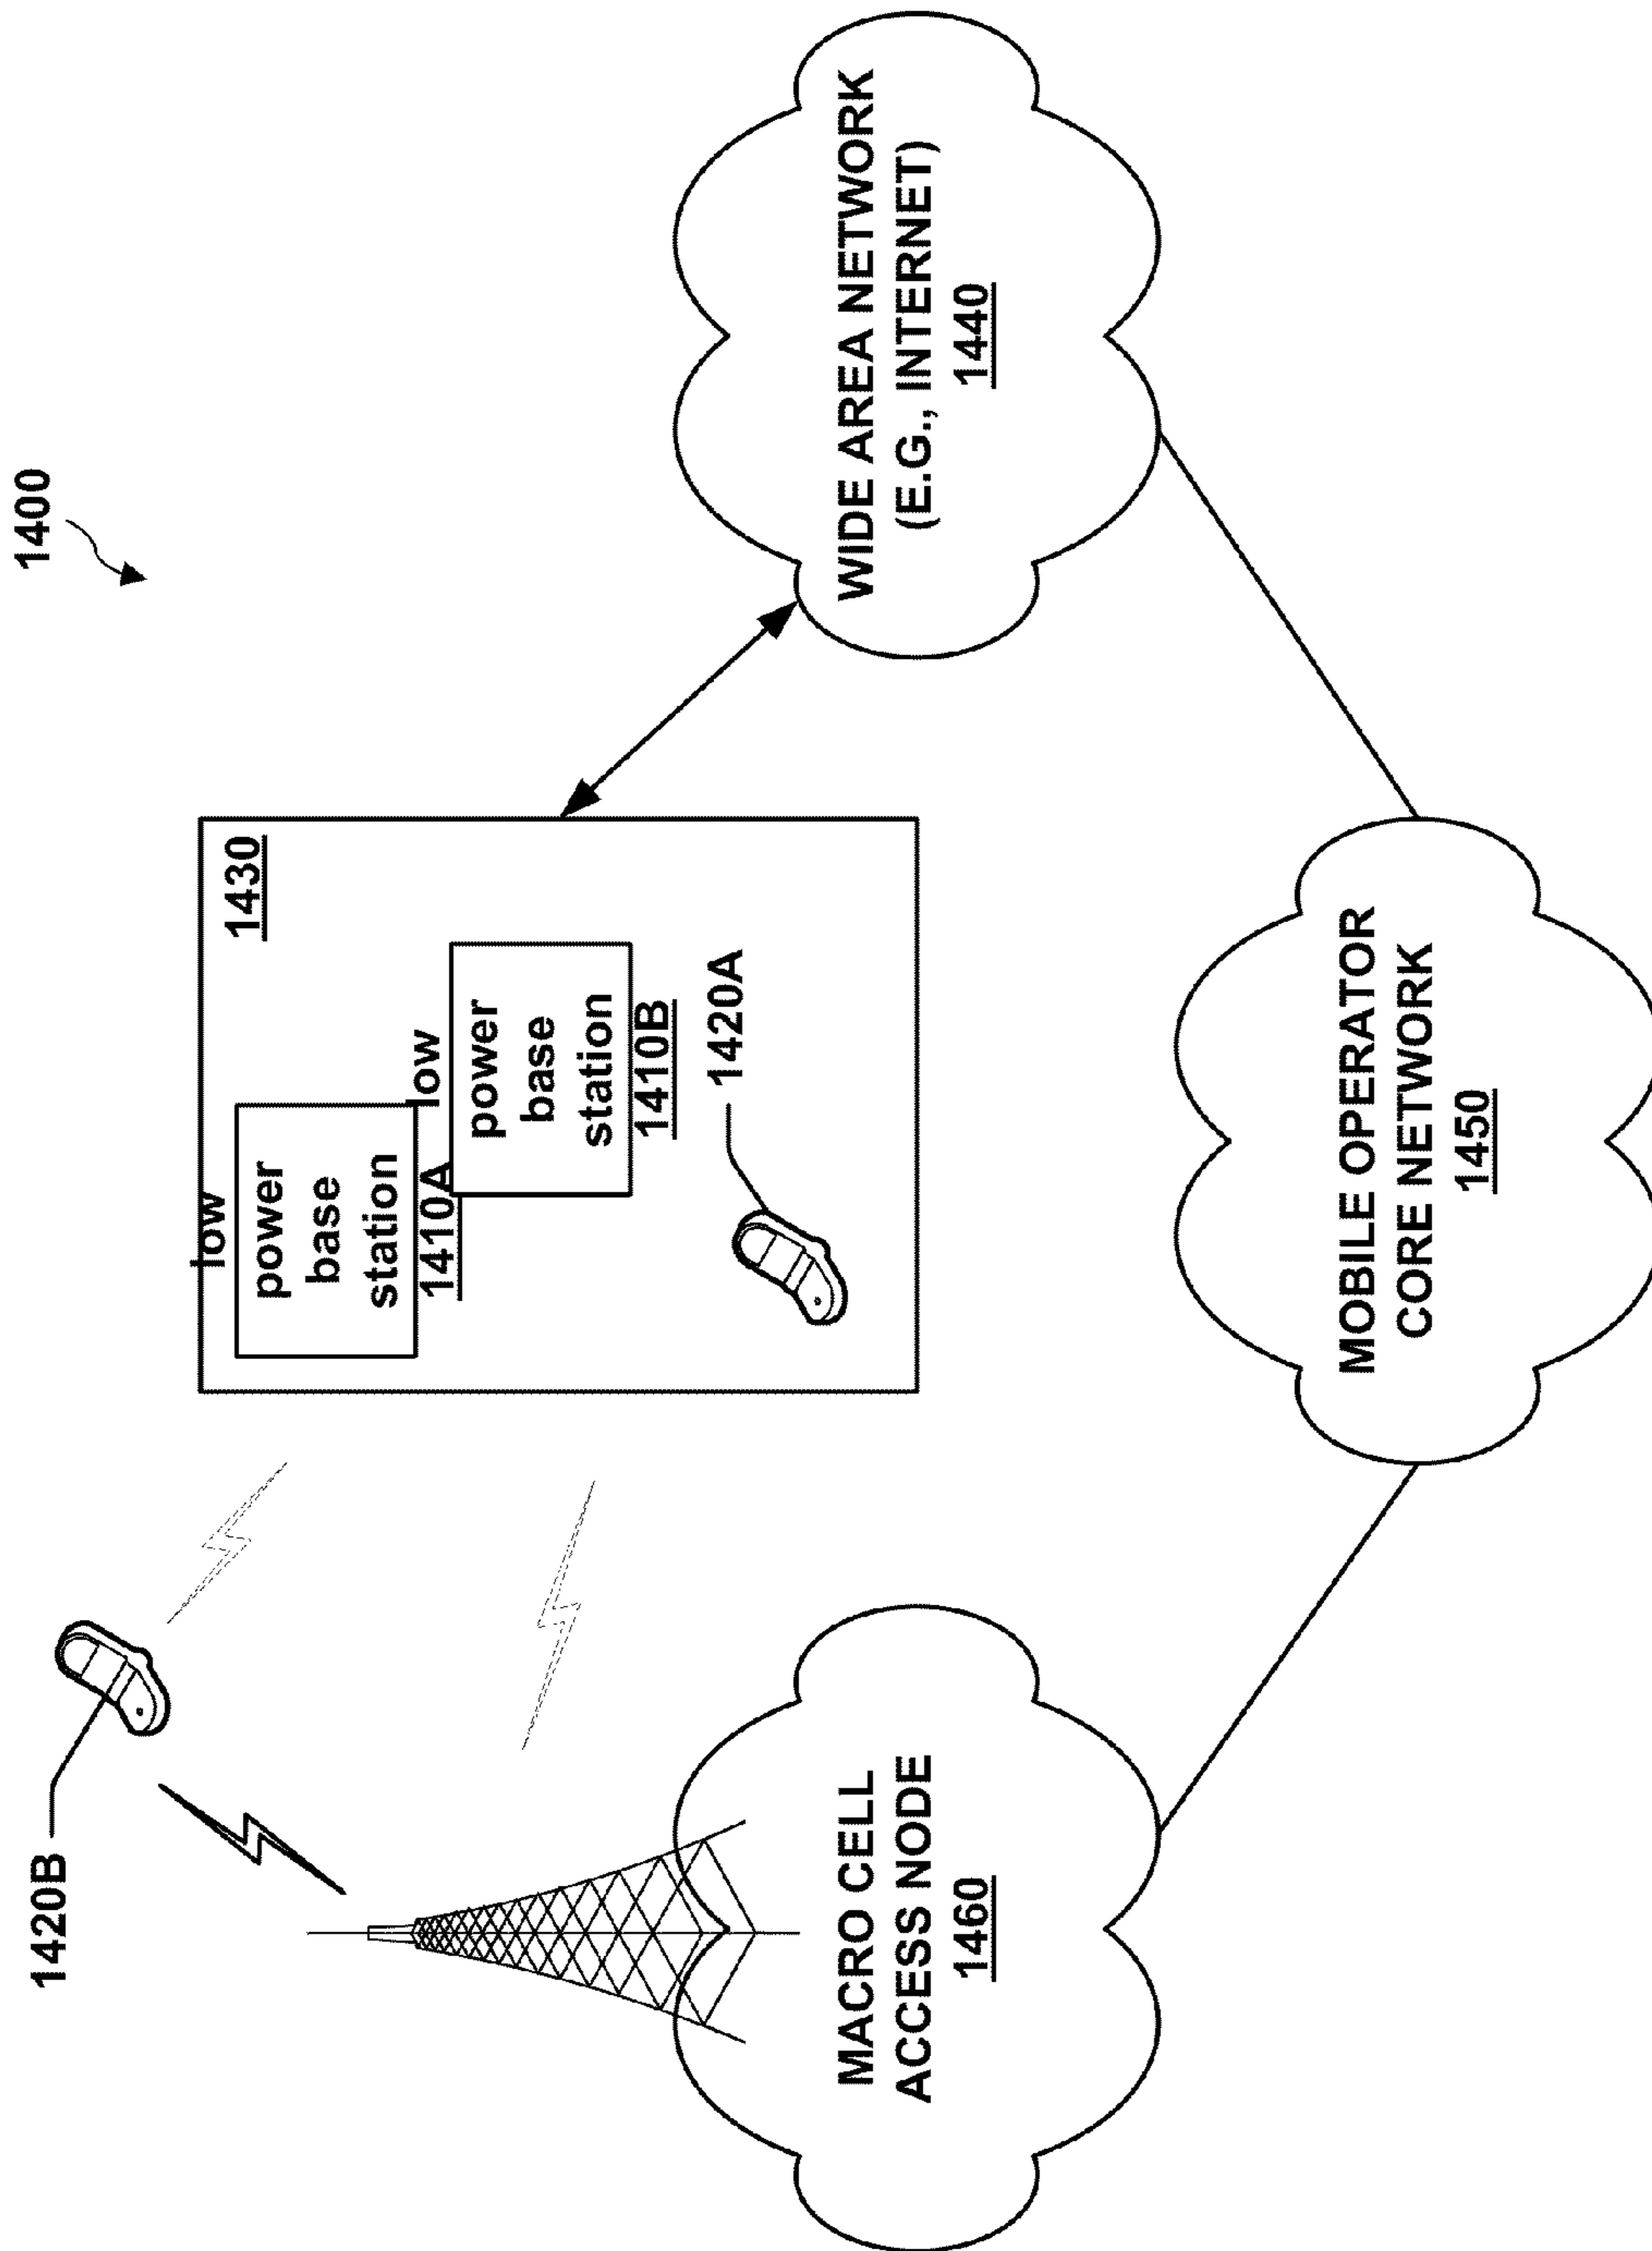 1400
1420B
low
power
base
station
1410A
low
power
base
station
1410B
1430
1420A
MACRO CELL
ACCESS NODE
1460
WIDE AREA NETWORK
(E.G., INTERNET)
1440
MOBILE OPERATOR
CORE NETWORK
1450